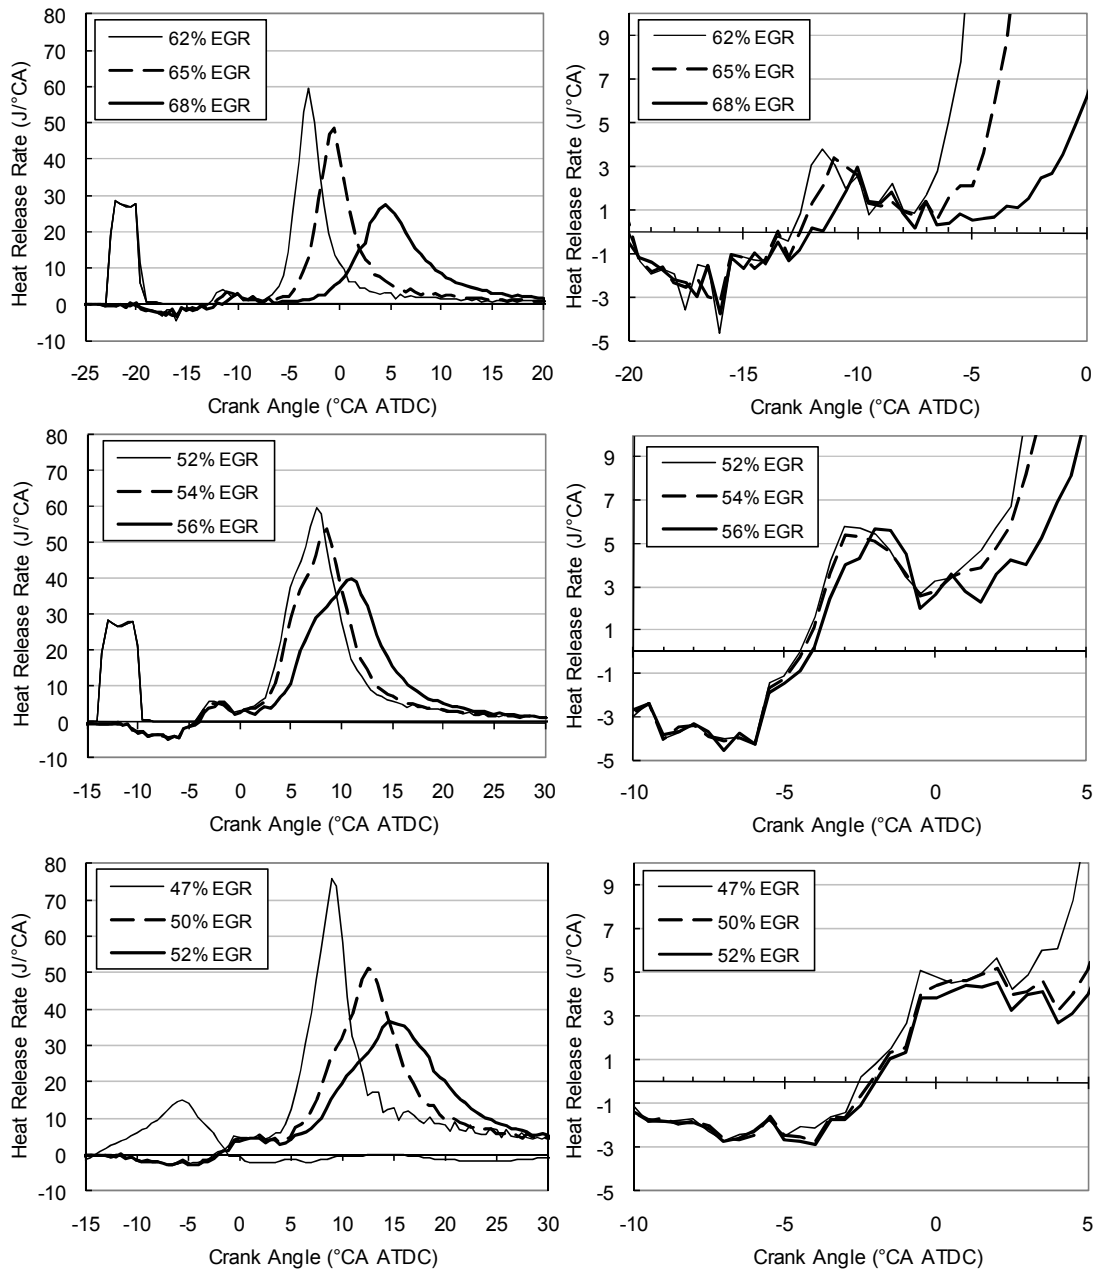 80
70
60
50
40
30
20
10
0
-10
Heat Release Rate (J/°CA)
62% EGR
65% EGR
68% EGR
-25 -20 -15 -10 -5 0 5 10 15 20
Crank Angle (°CA ATDC)
9
7
5
3
1
-1
-3
-5
Heat Release Rate (J/°CA)
62% EGR
65% EGR
68% EGR
-20 -15 -10 -5 0
Crank Angle (°CA ATDC)
80
70
60
50
40
30
20
10
0
-10
Heat Release Rate (J/°CA)
52% EGR
54% EGR
56% EGR
-15 -10 -5 0 5 10 15 20 25 30
Crank Angle (°CA ATDC)
9
7
5
3
1
-1
-3
-5
Heat Release Rate (J/°CA)
52% EGR
54% EGR
56% EGR
-10 -5 0 5
Crank Angle (°CA ATDC)
80
70
60
50
40
30
20
10
0
-10
Heat Release Rate (J/°CA)
47% EGR
50% EGR
52% EGR
-15 -10 -5 0 5 10 15 20 25 30
Crank Angle (°CA ATDC)
9
7
5
3
1
-1
-3
-5
Heat Release Rate (J/°CA)
47% EGR
50% EGR
52% EGR
-10 -5 0 5
Crank Angle (°CA ATDC)